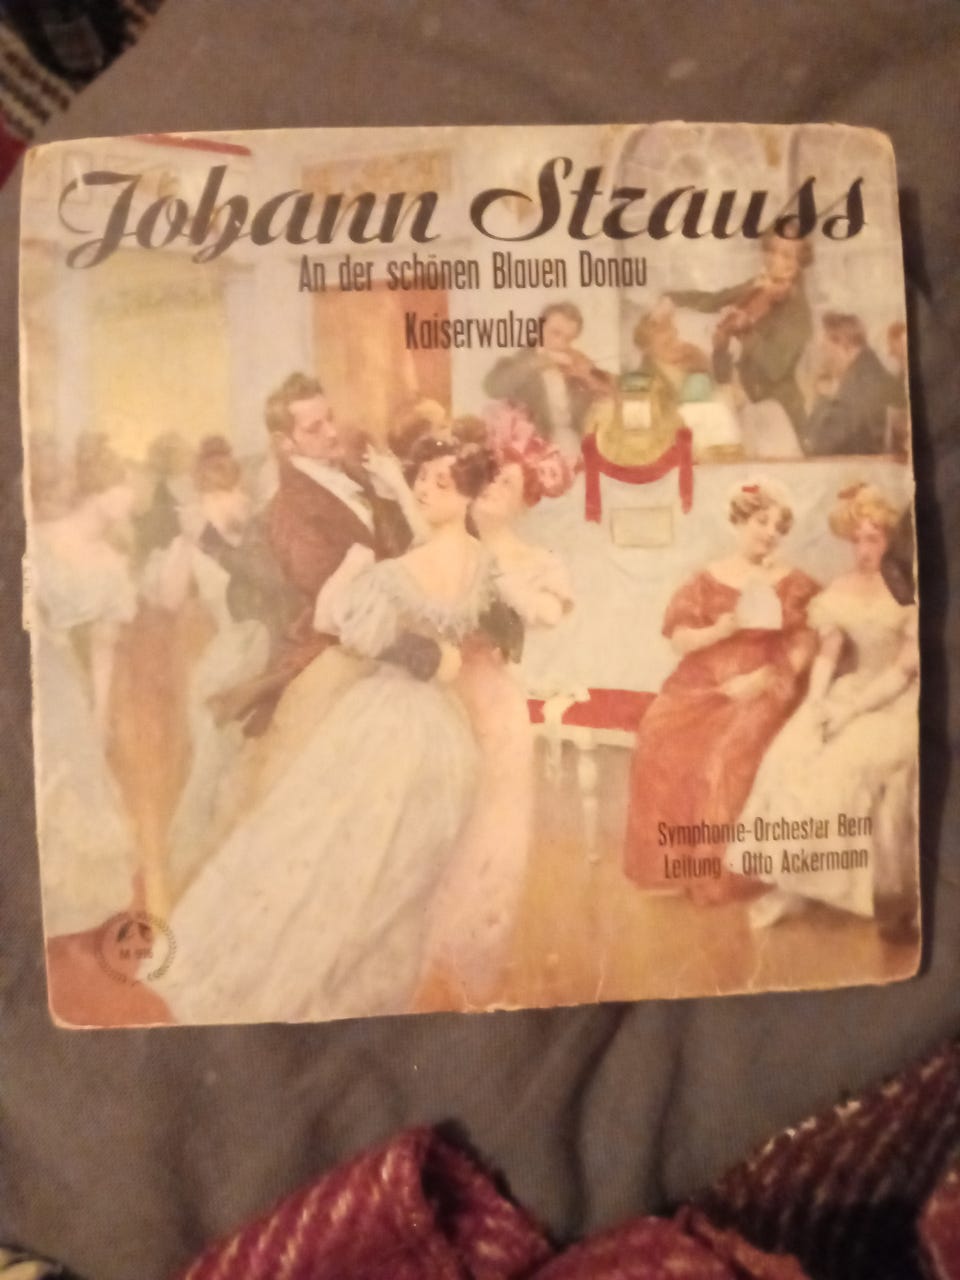 Johann Strauss
An der schönen Blauen Donau
Kaiserwalzer
Symphonie-Orchester Bern
Leitung · Otto Ackermann